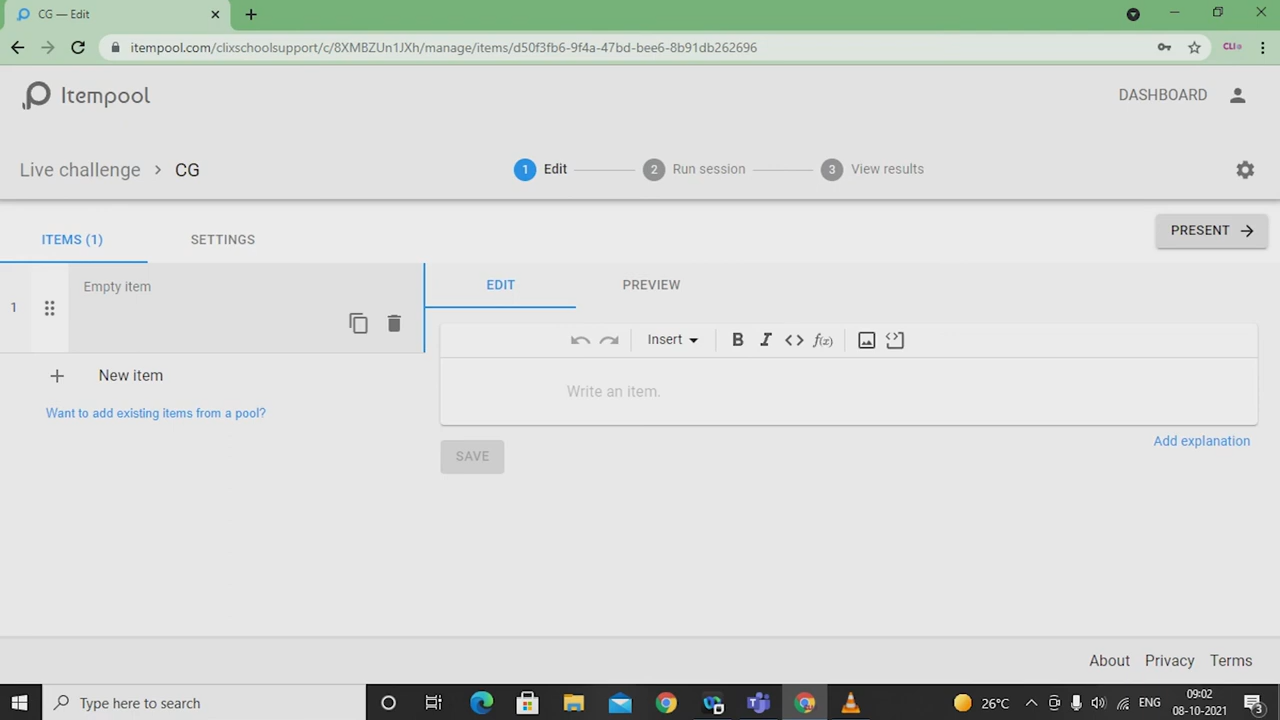 CG — Edit
itempool.com/clixschoolsupport/c/8XMBZUn1JXh/manage/items/d50f3fb6-9f4a-47bd-bee6-8b91db262696
CLI
Itempool
DASHBOARD
Live challenge > CG
1 Edit
2 Run session
3 View results
ITEMS (1)
SETTINGS
PRESENT
1
Empty item
New item
Want to add existing items from a pool?
EDIT
PREVIEW
Insert
B I <> f(x)
Write an item.
Add explanation
SAVE
About Privacy Terms
Type here to search
26°C
ENG
09:02
08-10-2021
3